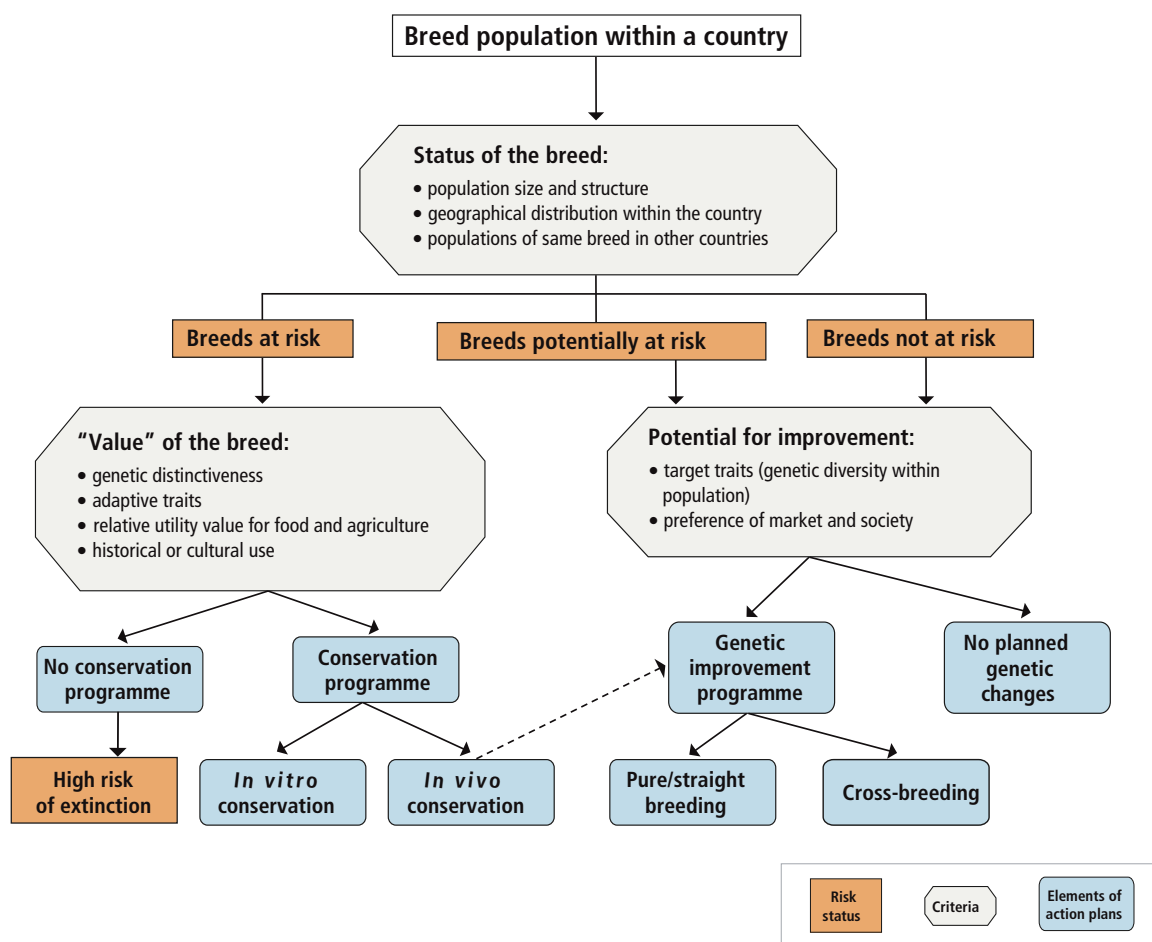 Breed population within a country
Status of the breed:
• population size and structure
• geographical distribution within the country
• populations of same breed in other countries
Breeds at risk
Breeds potentially at risk
Breeds not at risk
“Value” of the breed:
• genetic distinctiveness
• adaptive traits
• relative utility value for food and agriculture
• historical or cultural use
Potential for improvement:
• target traits (genetic diversity within
population)
• preference of market and society
No conservation
programme
Conservation
programme
Genetic
improvement
programme
No planned
genetic
changes
High risk
of extinction
In vitro
conservation
In vivo
conservation
Pure/straight
breeding
Cross-breeding
Risk
status
Criteria
Elements of
action plans